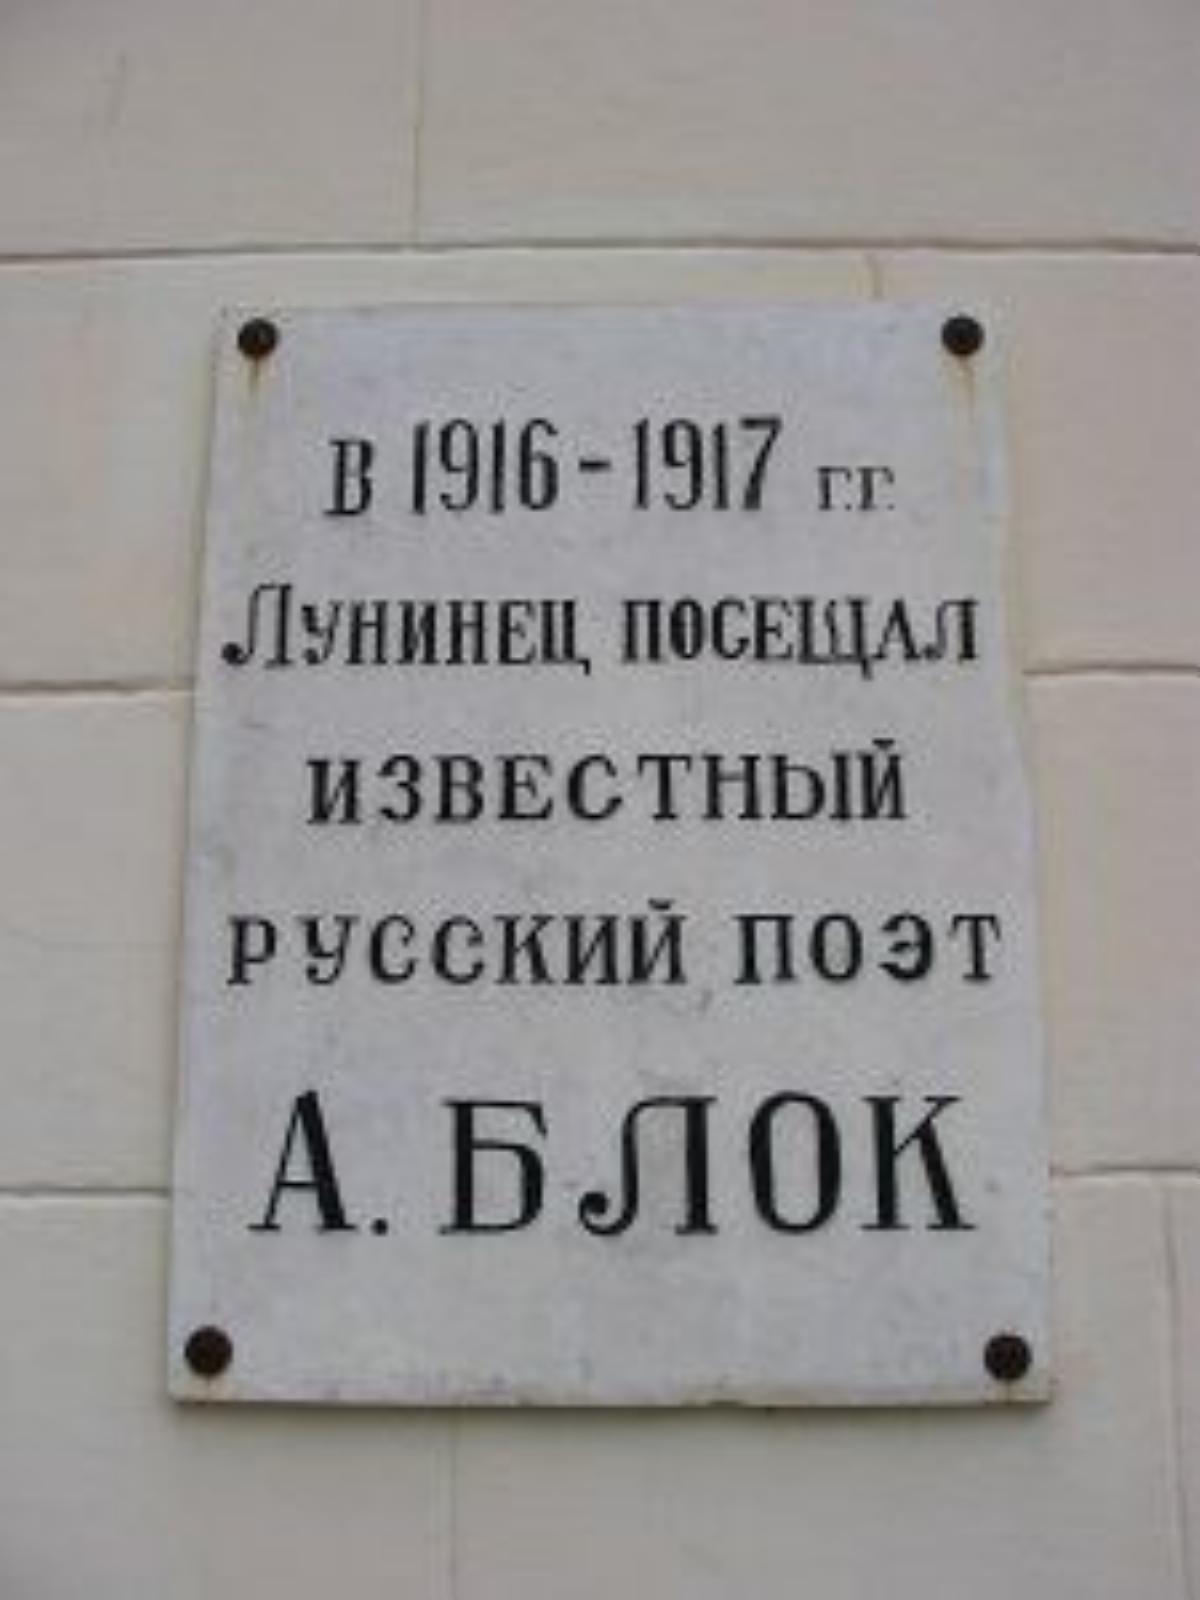 В 1916-1917 г.г.
Лунинец посещал
известный
русский поэт
А. БЛОК